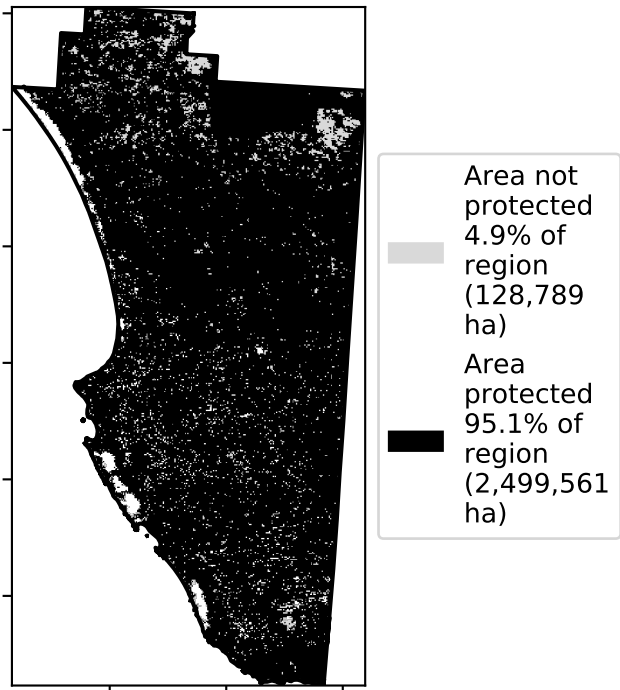 Area not
protected
4.9% of
region
(128,789
ha)
Area
protected
95.1% of
region
(2,499,561
ha)